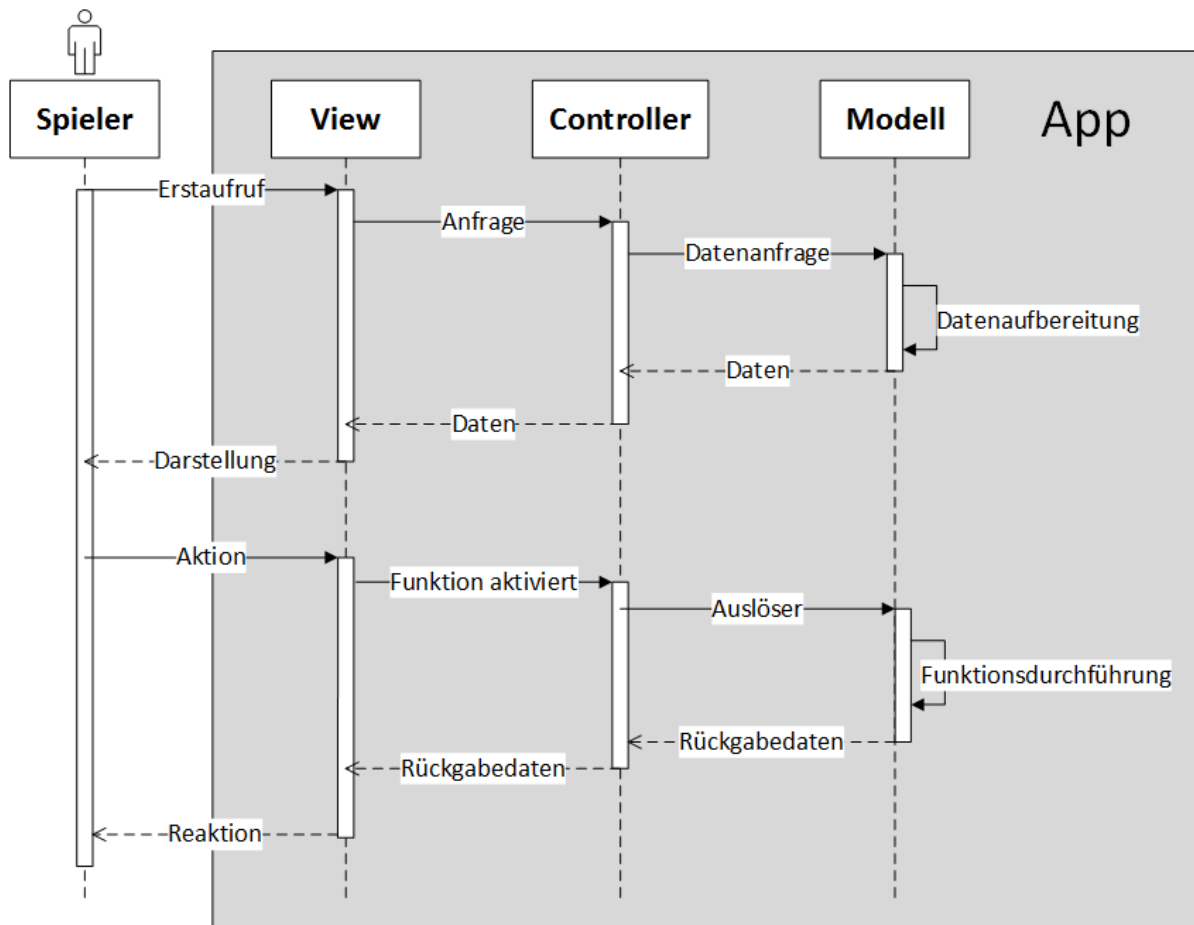 App
Spieler
View
Controller
Modell
Erstaufruf
Anfrage
Datenanfrage
Datenaufbereitung
Daten
Daten
Darstellung
Aktion
Funktion aktiviert
Auslöser
Funktionsdurchführung
Rückgabedaten
Rückgabedaten
Reaktion